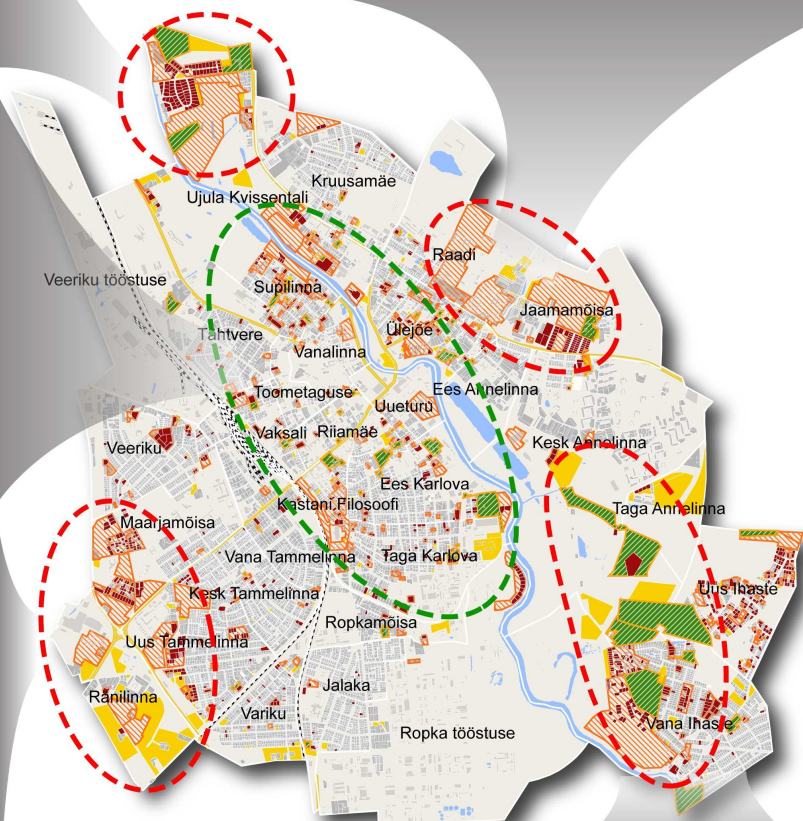 Kruusamäe
Ujula Kvissentali
Raadi
Veeriku tööstuse
Supilinna
Jaamamõisa
Tähtvere
Ülejõe
Vanalinna
Toometaguse
Ees Annelinna
Uueturu
Vaksali
Riiamäe
Veeriku
Kesk Annelinna
Ees Karlova
Kastani,Filosoofi
Taga Annelinna
Maarjamõisa
Vana Tammelinna
Taga Karlova
Kesk Tammelinna
Uus Ihaste
Ropkamõisa
Uus Tammelinna
Ränilinna
Jalaka
Variku
Vana Ihaste
Ropka tööstuse